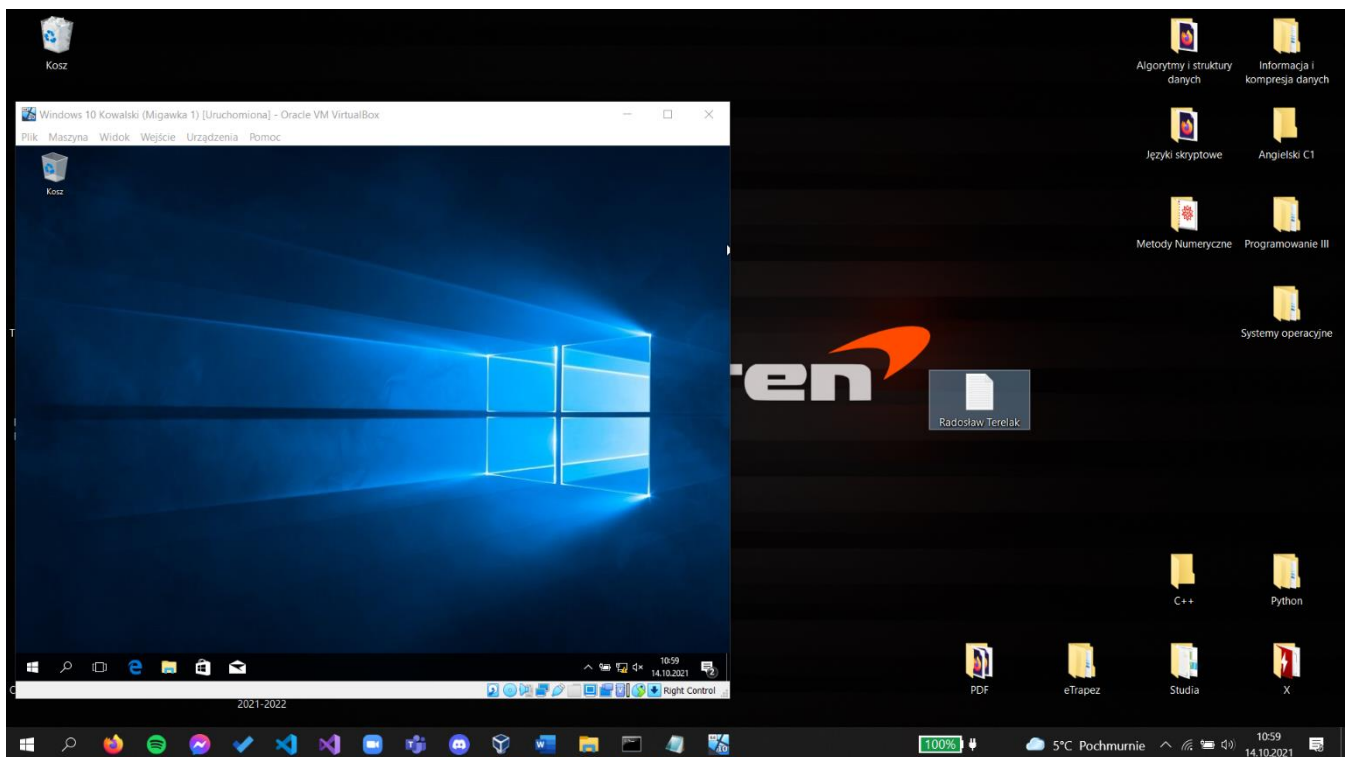 Kosz
Algorytmy i struktury
danych
Informacja i
kompresja danych
Windows 10 Kowalski (Migawka 1) [Uruchomiona] - Oracle VM VirtualBox
Plik Maszyna Widok Wejście Urządzenia Pomoc
Kosz
Języki skryptowe
Angielski C1
Metody Numeryczne
Programowanie III
Systemy operacyjne
T
ren
Radosław Terelak
C++
Python
10:59
14.10.2021
2
Right Control
2021-2022
PDF
eTrapez
Studia
X
100%
5°C Pochmurnie
10:59
14.10.2021